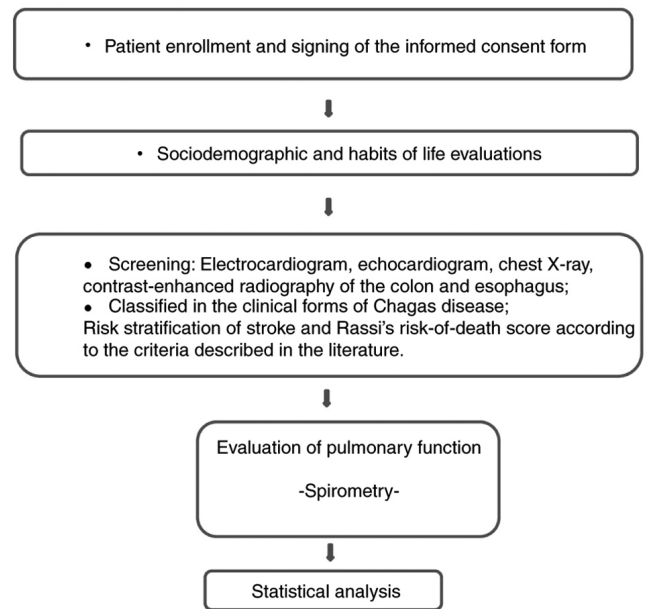 • Patient enrollment and signing of the informed consent form
• Sociodemographic and habits of life evaluations
• Screening: Electrocardiogram, echocardiogram, chest X-ray,
contrast-enhanced radiography of the colon and esophagus;
• Classified in the clinical forms of Chagas disease;
Risk stratification of stroke and Rassi’s risk-of-death score according
to the criteria described in the literature.
Evaluation of pulmonary function
-Spirometry-
Statistical analysis